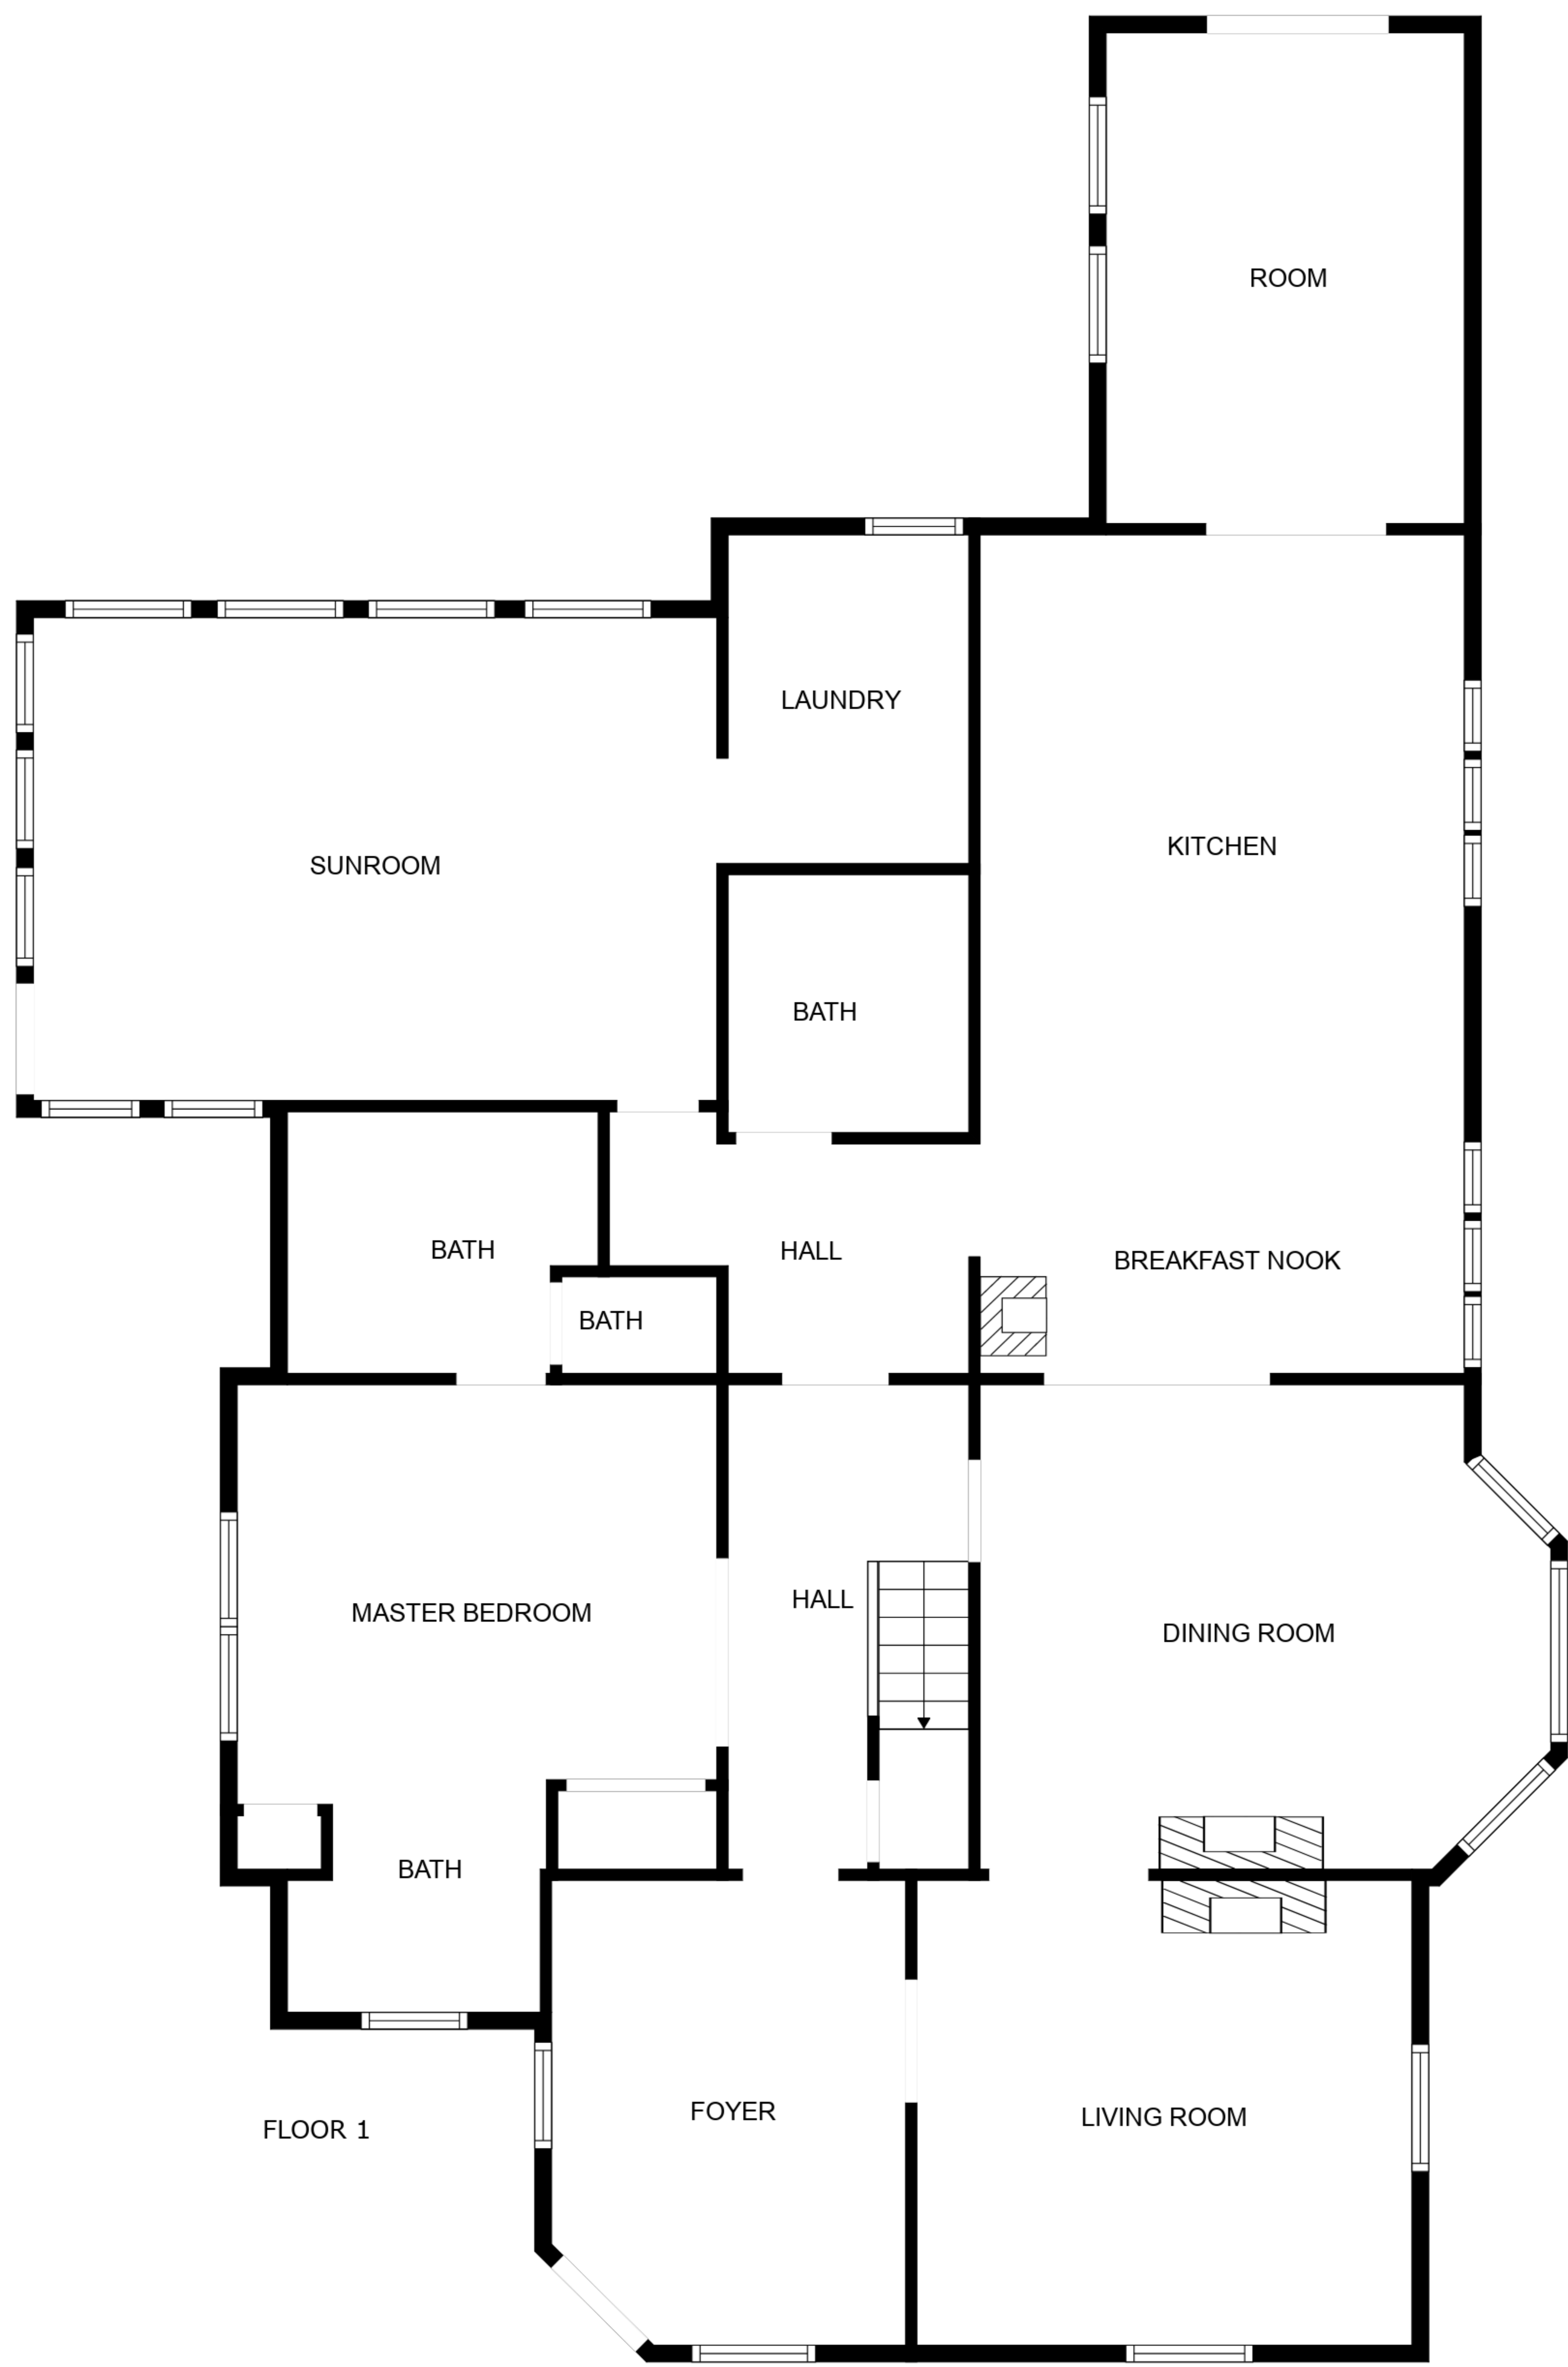 ROOM
LAUNDRY
KITCHEN
SUNROOM
BATH
BATH
HALL
BREAKFAST NOOK
BATH
HALL
MASTER BEDROOM
DINING ROOM
BATH
FOYER
LIVING ROOM
FLOOR 1